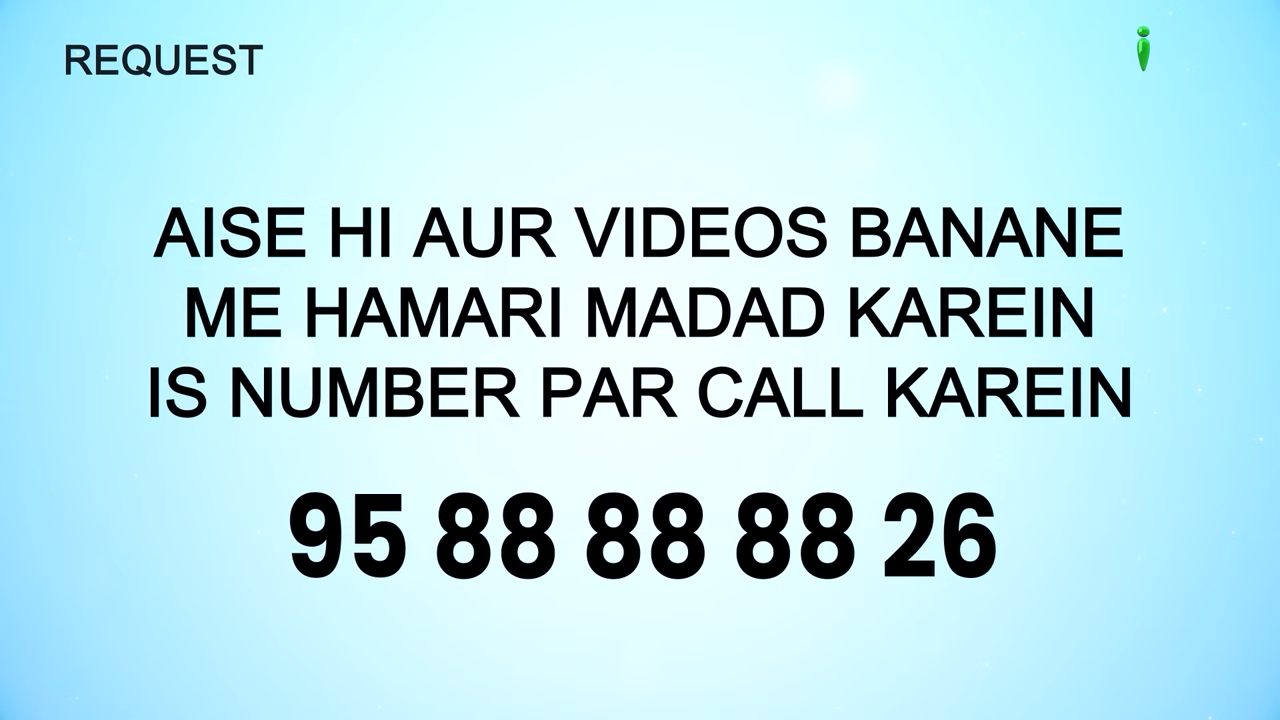 REQUEST
AISE HI AUR VIDEOS BANANE
ME HAMARI MADAD KAREIN
IS NUMBER PAR CALL KAREIN
95 88 88 88 26